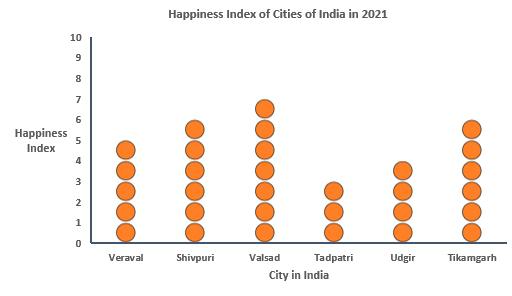 Happiness Index of Cities of India in 2021
10
9
8
7
6
5
4
3
2
1
0
Happiness
Index
Veraval Shivpuri Valsad Tadpatri Udgir Tikamgarh
City in India